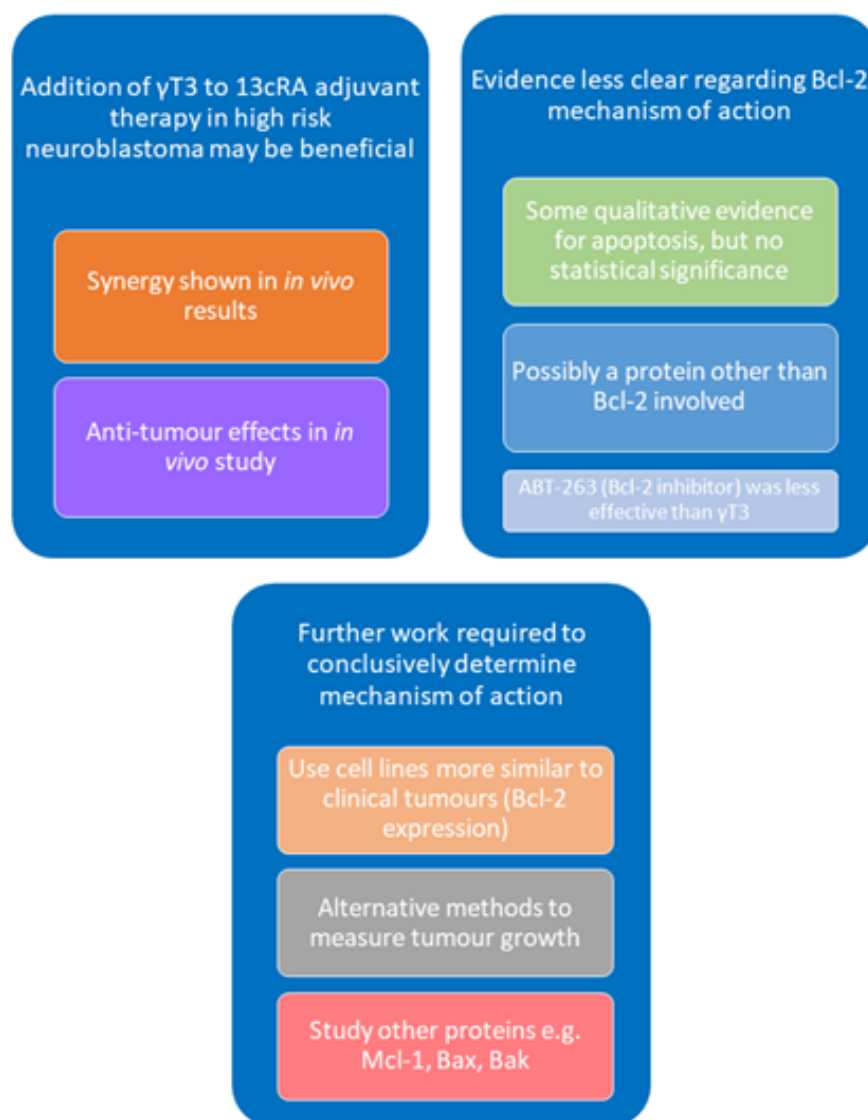 Addition of γT3 to 13cRA adjuvant
therapy in high risk
neuroblastoma may be beneficial
Synergy shown in in vivo
results
Anti-tumour effects in in
vivo study
Evidence less clear regarding Bcl-2
mechanism of action
Some qualitative evidence
for apoptosis, but no
statistical significance
Possibly a protein other than
Bcl-2 involved
ABT-263 (Bcl-2 inhibitor) was less
effective than γT3
Further work required to
conclusively determine
mechanism of action
Use cell lines more similar to
clinical tumours (Bcl-2
expression)
Alternative methods to
measure tumour growth
Study other proteins e.g.
Mcl-1, Bax, Bak